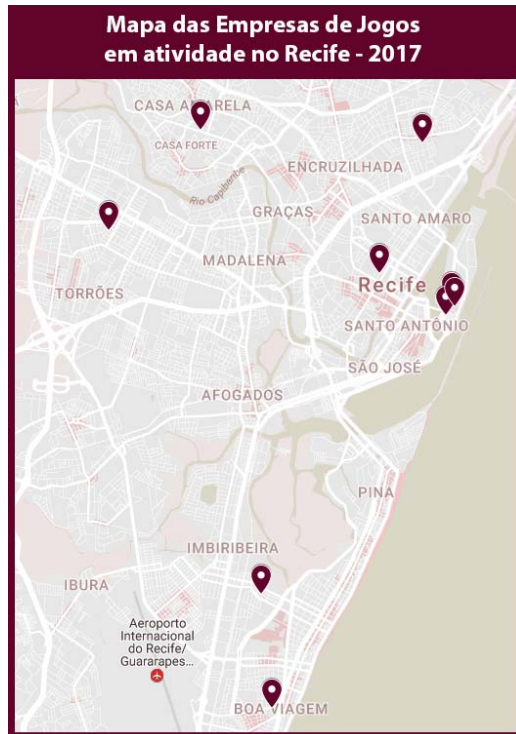 Mapa das Empresas de Jogos
em atividade no Recife - 2017
CASA AMARELA
CASA FORTE
ENCRUZILHADA
Rio Capibaribe
GRAÇAS
SANTO AMARO
MADALENA
Recife
TORRÕES
SANTO ANTÔNIO
SÃO JOSÉ
AFOGADOS
PINA
IMBIRIBEIRA
IBURA
Aeroporto
Internacional
do Recife/
Guararapes...
BOA VIAGEM